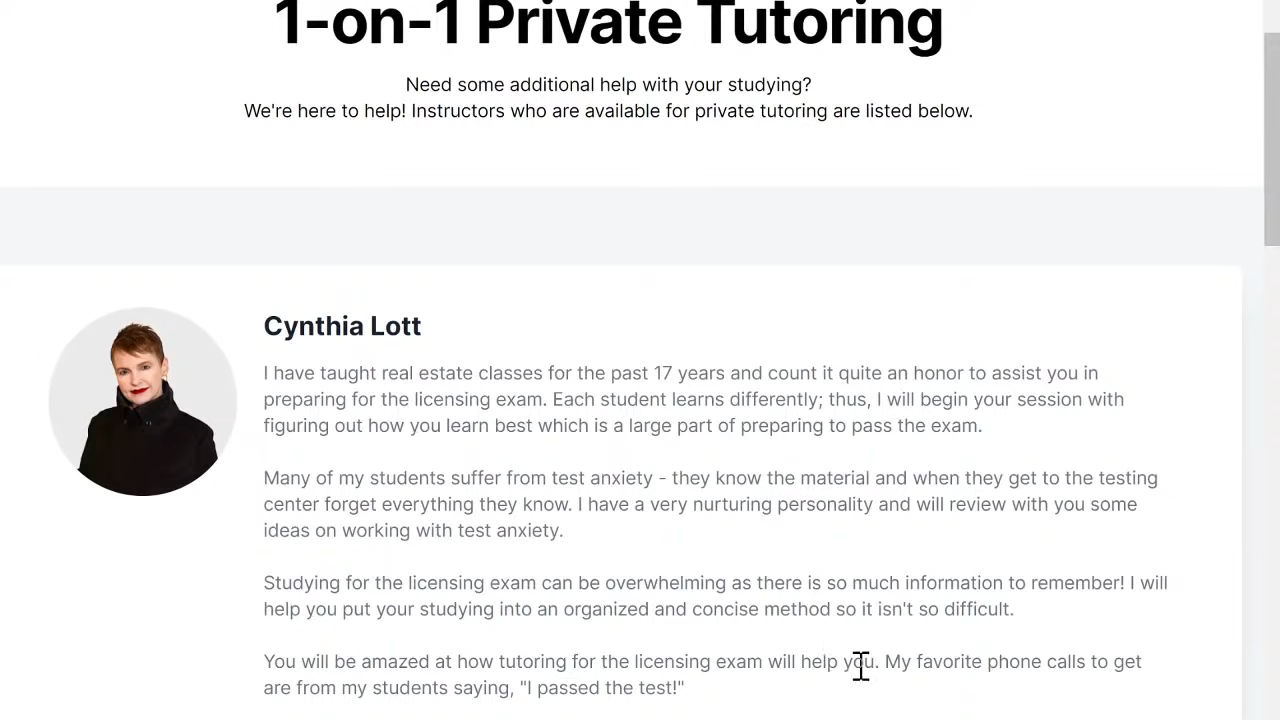 1-on-1 Private Tutoring
Need some additional help with your studying?
We're here to help! Instructors who are available for private tutoring are listed below.
Cynthia Lott
I have taught real estate classes for the past 17 years and count it quite an honor to assist you in
preparing for the licensing exam. Each student learns differently; thus, I will begin your session with
figuring out how you learn best which is a large part of preparing to pass the exam.
Many of my students suffer from test anxiety - they know the material and when they get to the testing
center forget everything they know. I have a very nurturing personality and will review with you some
ideas on working with test anxiety.
Studying for the licensing exam can be overwhelming as there is so much information to remember! I will
help you put your studying into an organized and concise method so it isn't so difficult.
You will be amazed at how tutoring for the licensing exam will help you. My favorite phone calls to get
are from my students saying, "I passed the test!"